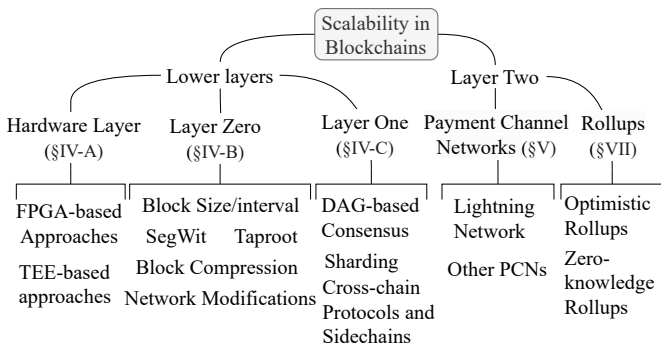 Scalability in
Blockchains
Lower layers
Layer Two
Hardware Layer
(§IV-A)
Layer Zero
(§IV-B)
Layer One
(§IV-C)
Payment Channel
Networks (§V)
Rollups
(§VII)
FPGA-based
Approaches
TEE-based
approaches
Block Size/interval
SegWit Taproot
Block Compression
Network Modifications
DAG-based
Consensus
Sharding
Cross-chain
Protocols and
Sidechains
Lightning
Network
Other PCNs
Optimistic
Rollups
Zero-
knowledge
Rollups